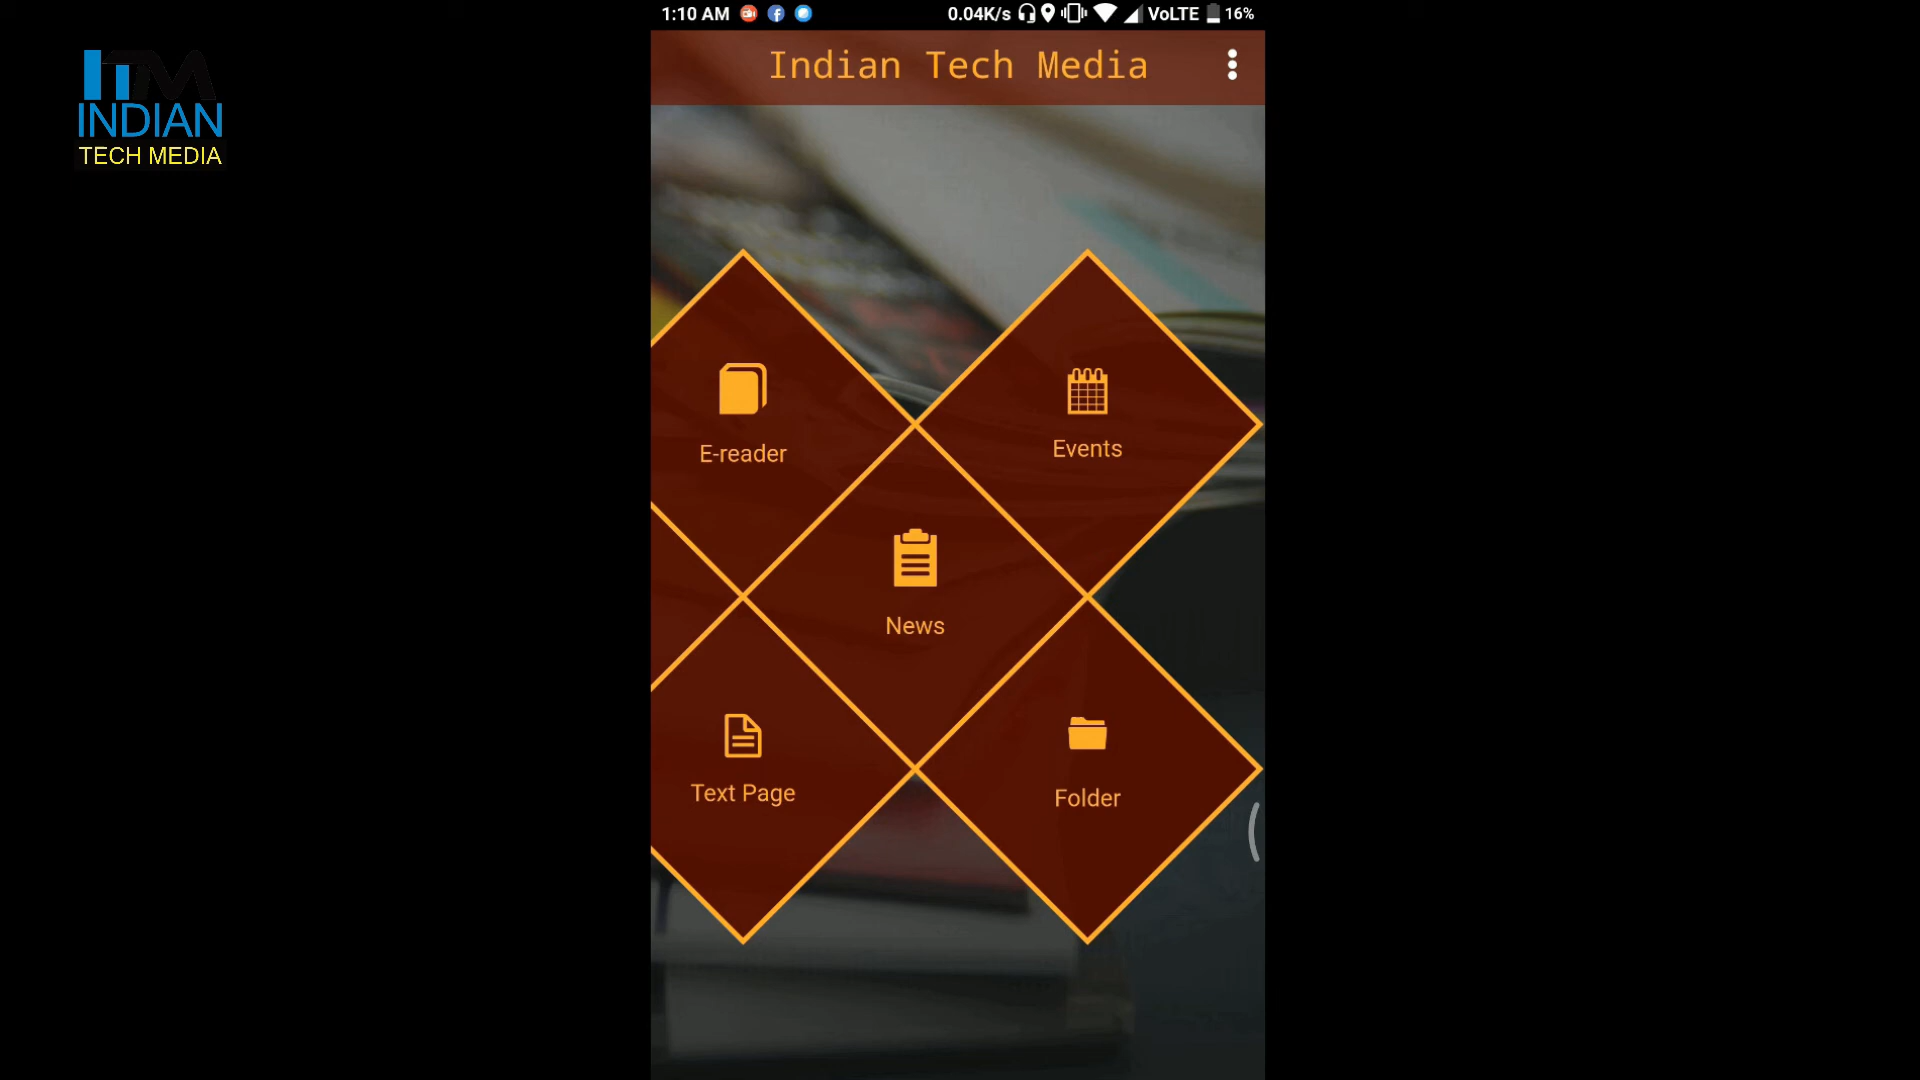 1:10 AM 0.04K/s VoLTE 16%
ITM
INDIAN
TECH MEDIA
Indian Tech Media
E-reader
Events
News
Text Page
Folder